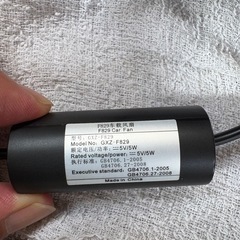 F829车载风扇
F829 Car Fan
型号：GXZ-F829
Model No.: GXZ-F829
额定电压/功率：⎓5V/5W
Rated voltage/power: ⎓5V/5W
执行标准：GB4706.1-2005
GB4706.27-2008
Executive standard: GB4706.1-2005
GB4706.27-2008
Made in China